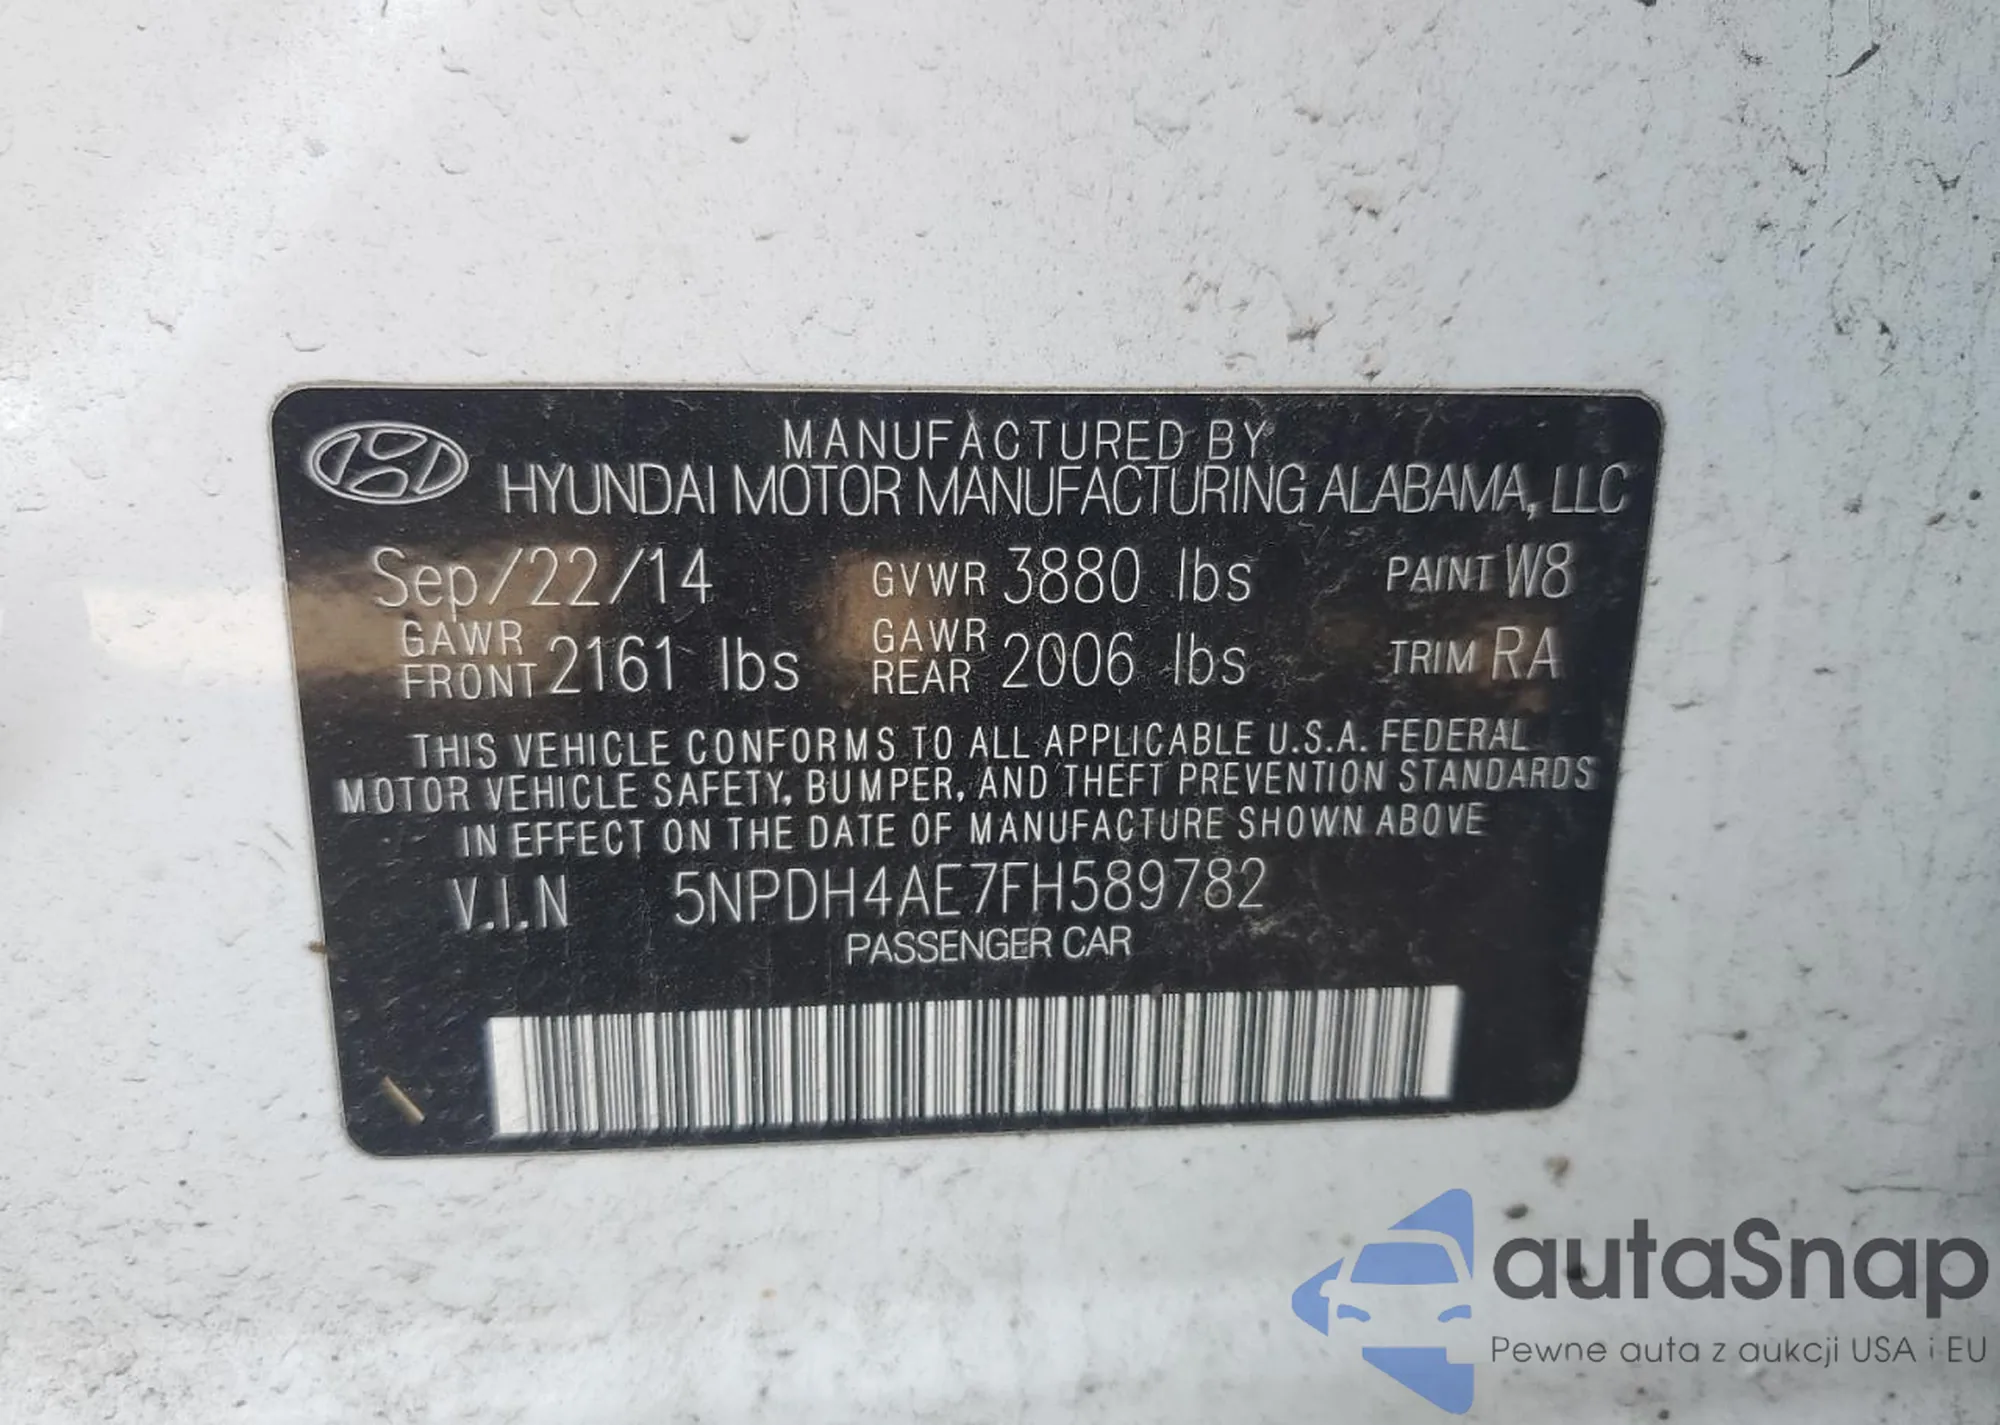 MANUFACTURED BY
HYUNDAI MOTOR MANUFACTURING ALABAMA, LLC
Sep/22/14 GVWR 3880 lbs PAINT W8
GAWR FRONT 2161 lbs GAWR REAR 2006 lbs TRIM RA
THIS VEHICLE CONFORMS TO ALL APPLICABLE U.S.A. FEDERAL
MOTOR VEHICLE SAFETY, BUMPER, AND THEFT PREVENTION STANDARDS
IN EFFECT ON THE DATE OF MANUFACTURE SHOWN ABOVE
V.I.N 5NPDH4AE7FH589782
PASSENGER CAR
autaSnap
Pewne auta z aukcji USA i EU